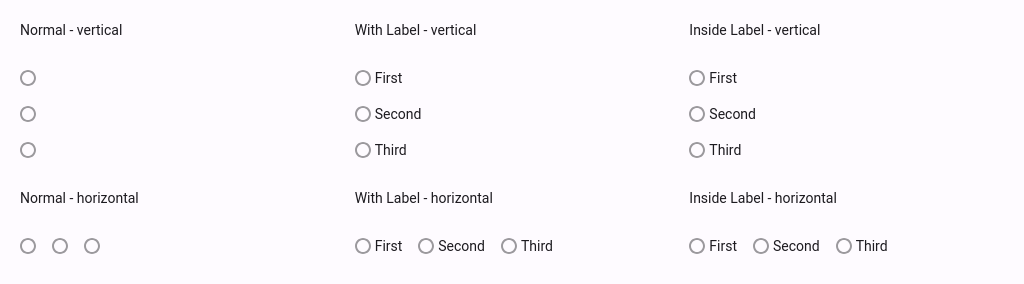 Normal - vertical
With Label - vertical
Inside Label - vertical
First
First
Second
Second
Third
Third
Normal - horizontal
With Label - horizontal
Inside Label - horizontal
First Second Third
First Second Third